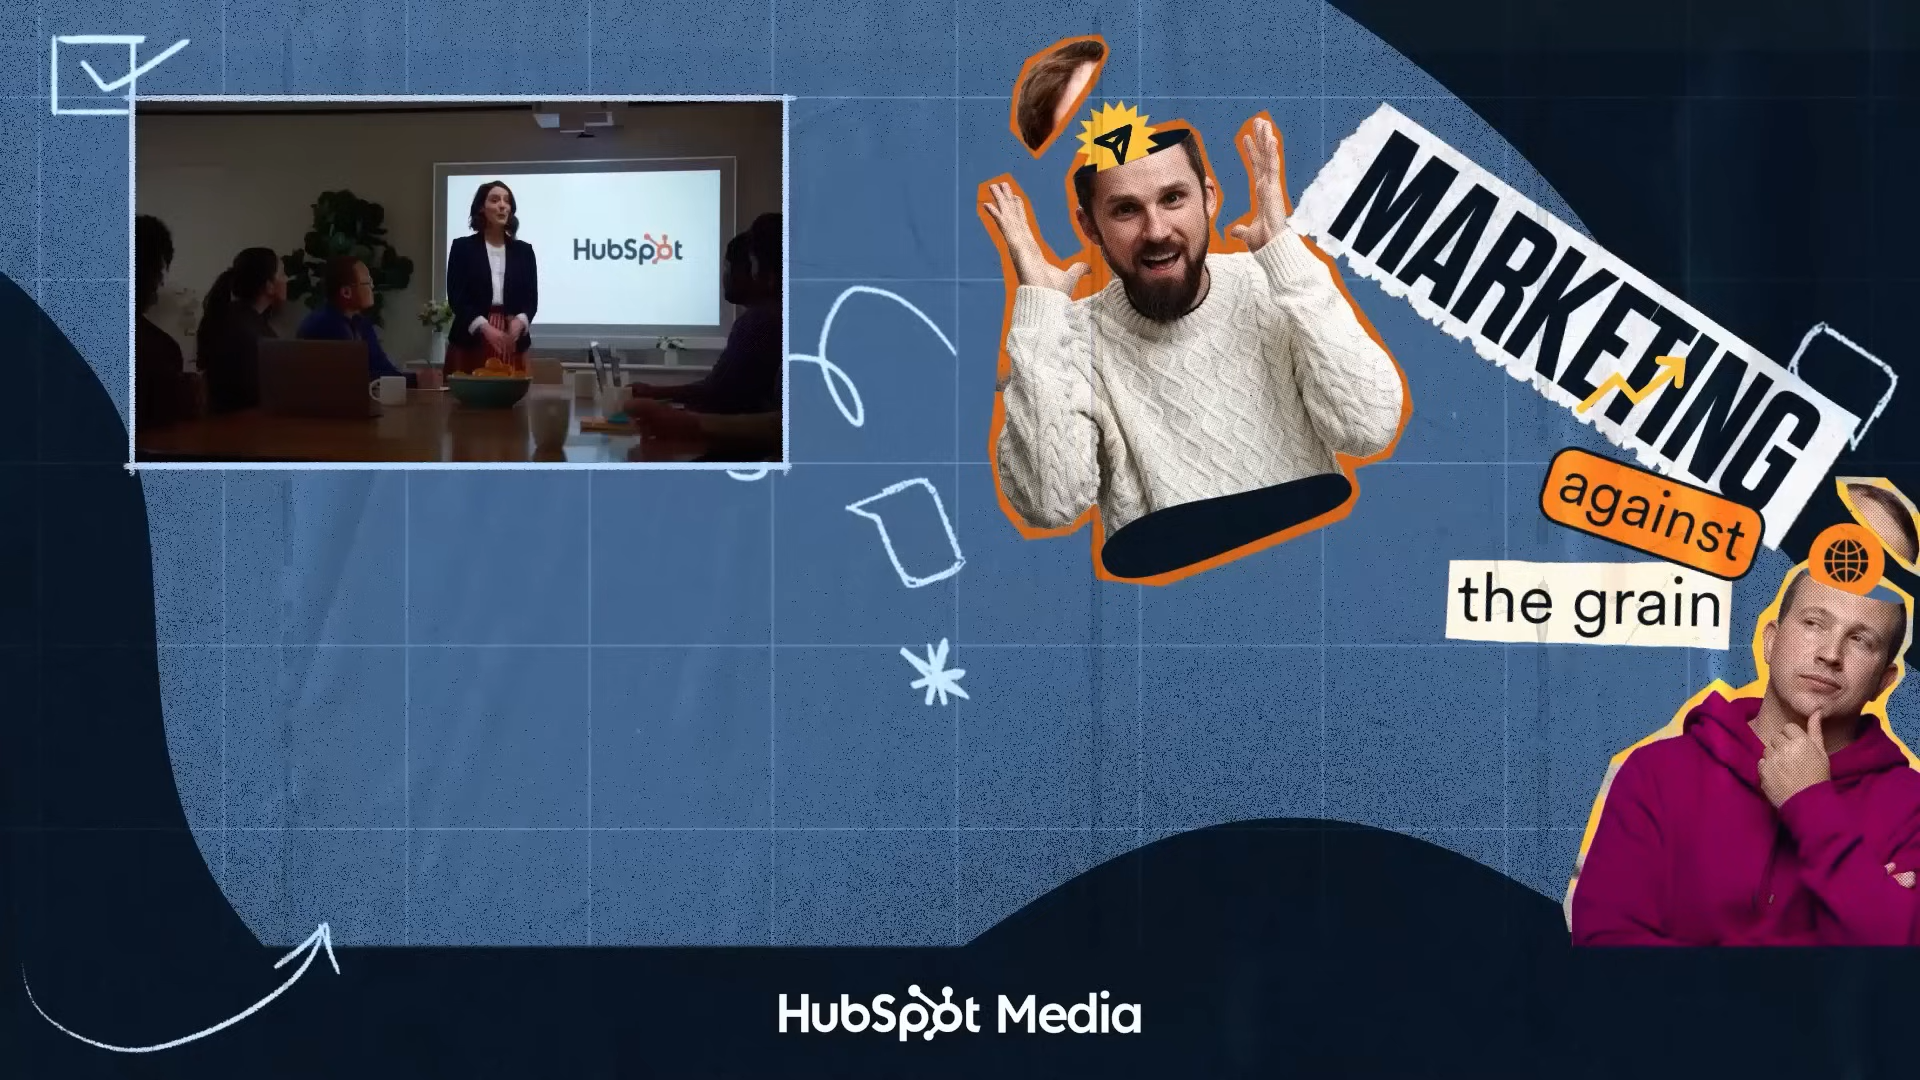 HubSpot
MARKETING
against
the grain
HubSpot Media